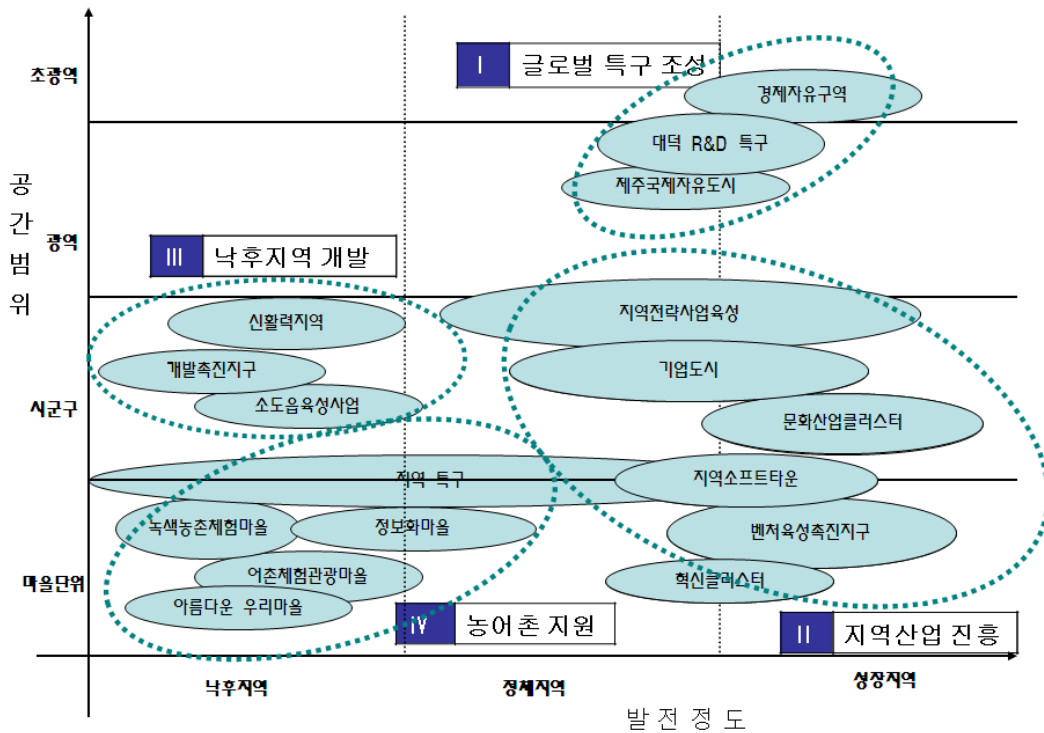 초광역
I 글로벌 특구 조성
경제자유구역
대덕 R&D 특구
제주국제자유도시
공간범위
광역
III 낙후지역 개발
신활력지역
지역전략사업육성
개발촉진지구
기업도시
시군구
소도읍육성사업
문화산업클러스터
지역 특구
지역소프트타운
녹색농촌체험마을
정보화마을
벤처육성촉진지구
마을단위
어촌체험관광마을
혁신클러스터
아름다운 우리마을
IV 농어촌 지원
II 지역산업 진흥
낙후지역
정체지역
성장지역
발전정도